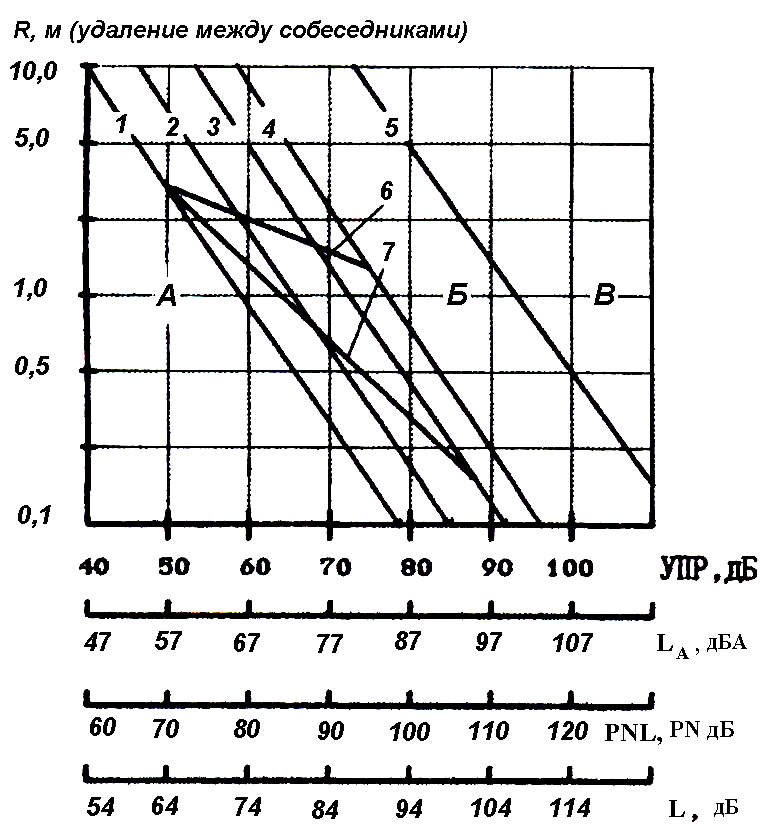 R, м (удаление между собеседниками)
10,0
1 2 3 4 5
5,0
6
7
1,0
А Б В
0,5
0,1
40 50 60 70 80 90 100 УПР, дБ
47 57 67 77 87 97 107 LА, дБА
60 70 80 90 100 110 120 PNL, PN дБ
54 64 74 84 94 104 114 L, дБ